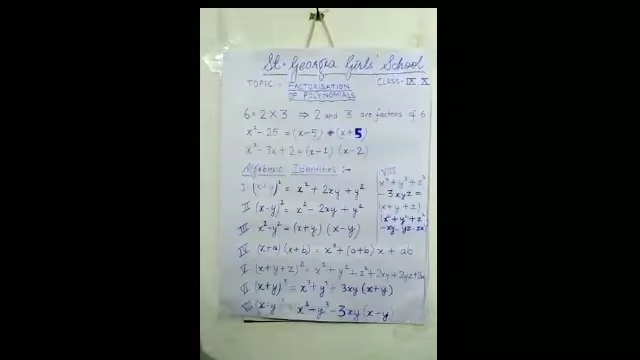 St. Georgia Girls' School
TOPIC - FACTORISATION OF POLYNOMIALS
CLASS - IX X
6 = 2 × 3 ⇒ 2 and 3 are factors of 6
x² - 25 = (x-5) (x+5)
x² - 3x + 2 = (x-1) (x-2)
Algebraic Identities :-
I (x+y)² = x² + 2xy + y²
II (x-y)² = x² - 2xy + y²
III x² - y² = (x+y) (x-y)
IV (x+a) (x+b) = x² + (a+b) x + ab
V (x+y+z)² = x² + y² + z² + 2xy + 2yz + 2zx
VI (x+y)³ = x³ + y³ + 3xy (x+y)
VII (x-y)³ = x³ - y³ - 3xy (x-y)
VIII
x³ + y³ + z³
- 3xyz =
(x+y+z)
(x² + y² + z²
-xy - yz - zx)